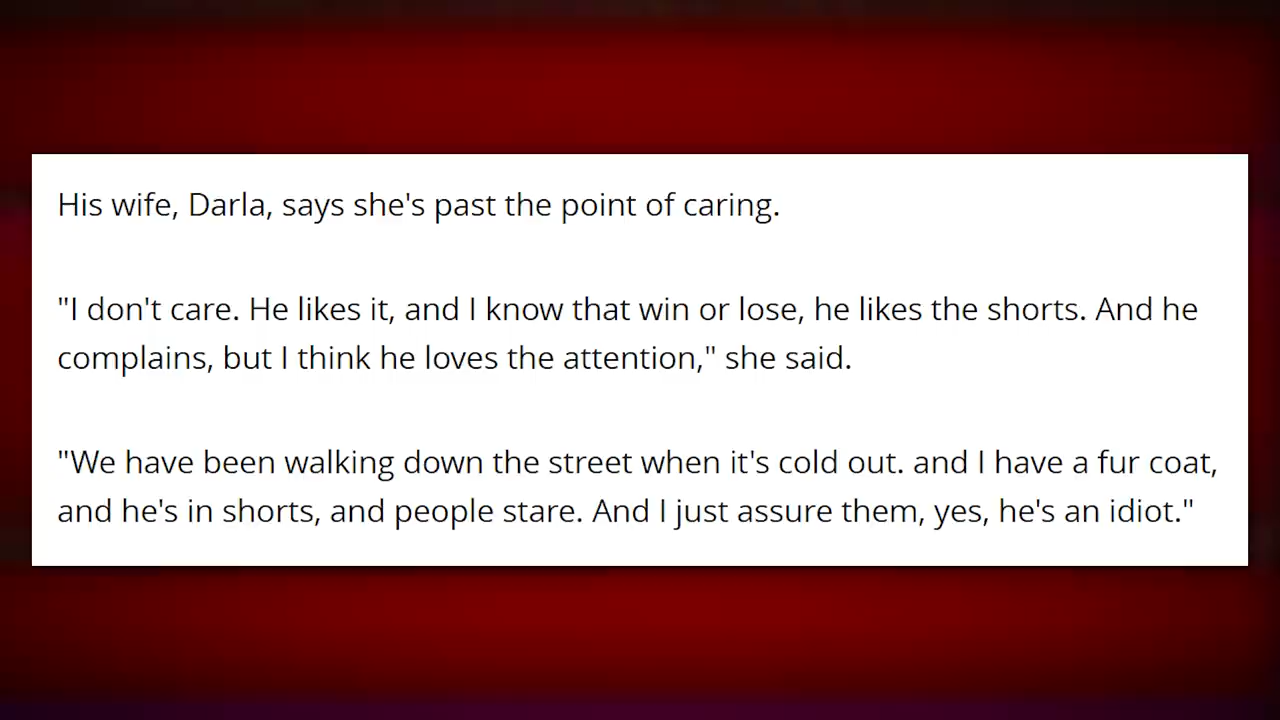 His wife, Darla, says she's past the point of caring.
"I don't care. He likes it, and I know that win or lose, he likes the shorts. And he
complains, but I think he loves the attention," she said.
"We have been walking down the street when it's cold out. and I have a fur coat,
and he's in shorts, and people stare. And I just assure them, yes, he's an idiot."